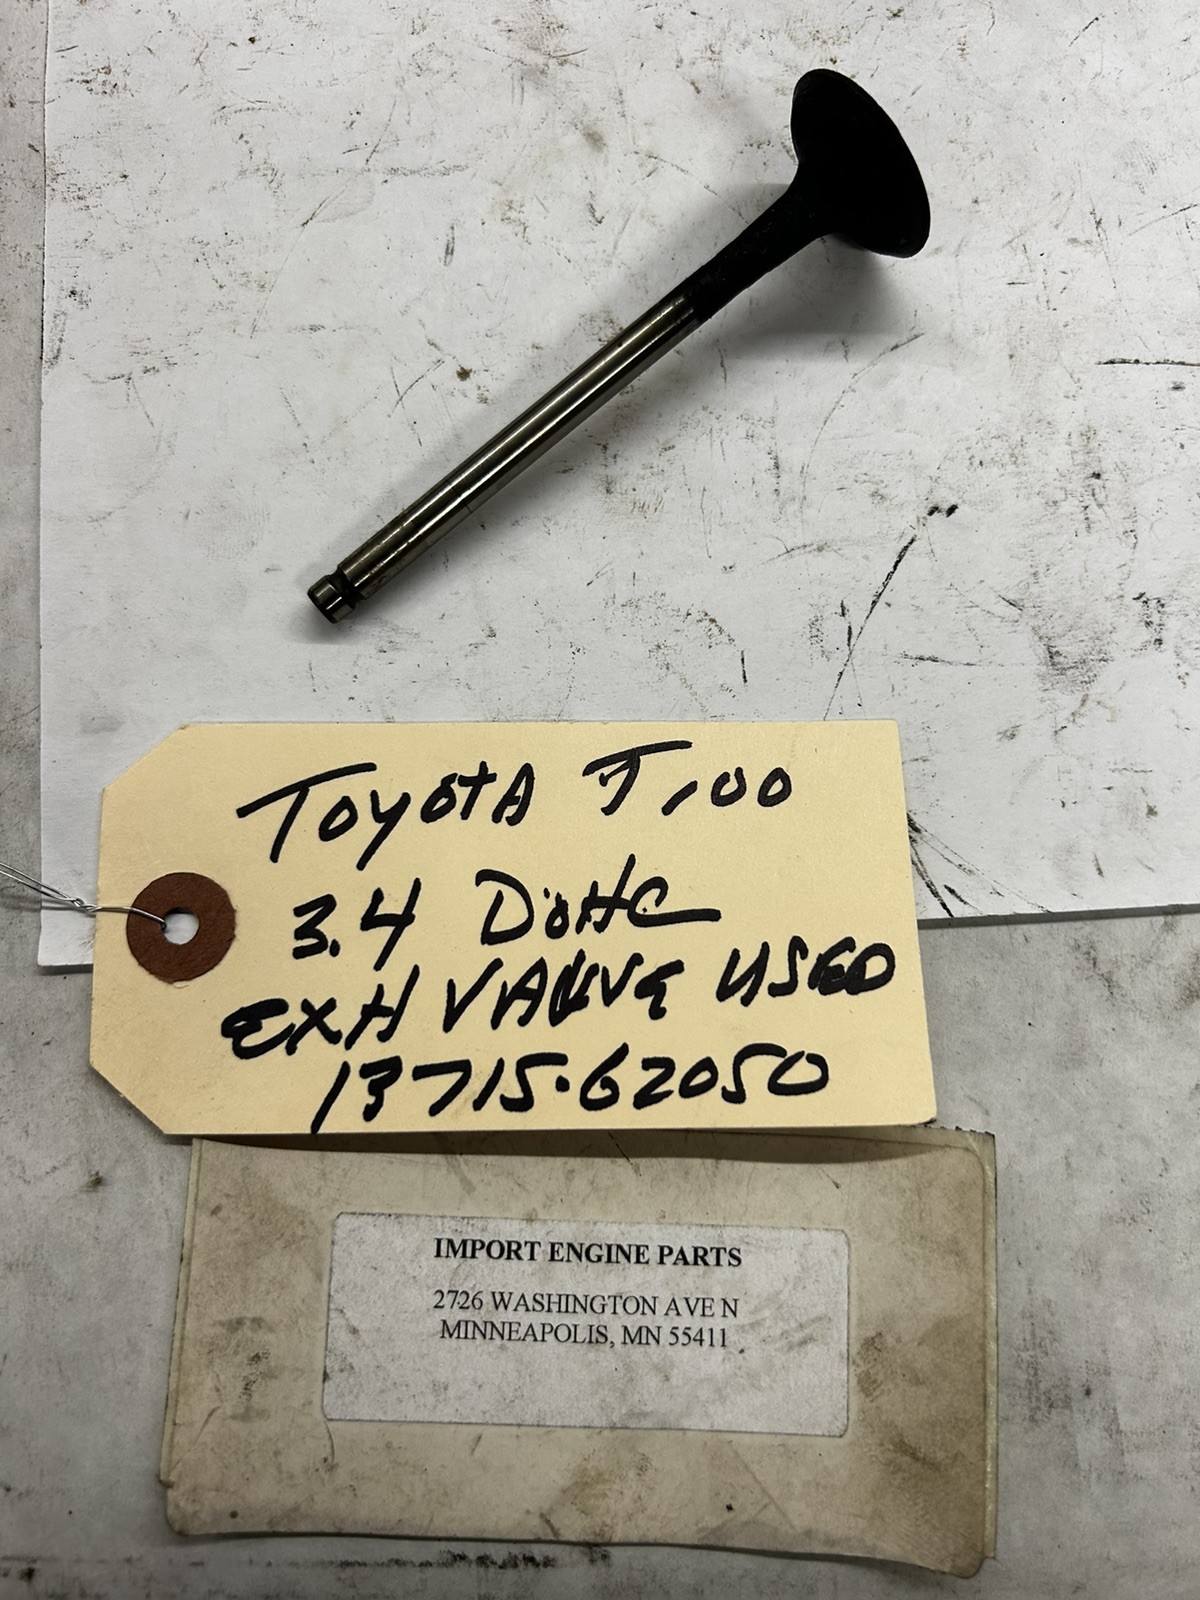 TOYOTA T100
3.4 DOHC
EXH VALVE USED
13715-62050
IMPORT ENGINE PARTS
2726 WASHINGTON AVE N
MINNEAPOLIS, MN 55411